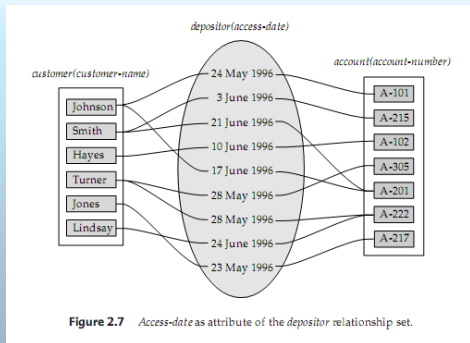 depositor(access-date)
customer(customer-name)
account(account-number)
Johnson
Smith
Hayes
Turner
Jones
Lindsay
24 May 1996
3 June 1996
21 June 1996
10 June 1996
17 June 1996
28 May 1996
28 May 1996
24 June 1996
23 May 1996
A-101
A-215
A-102
A-305
A-201
A-222
A-217
Figure 2.7 Access-date as attribute of the depositor relationship set.